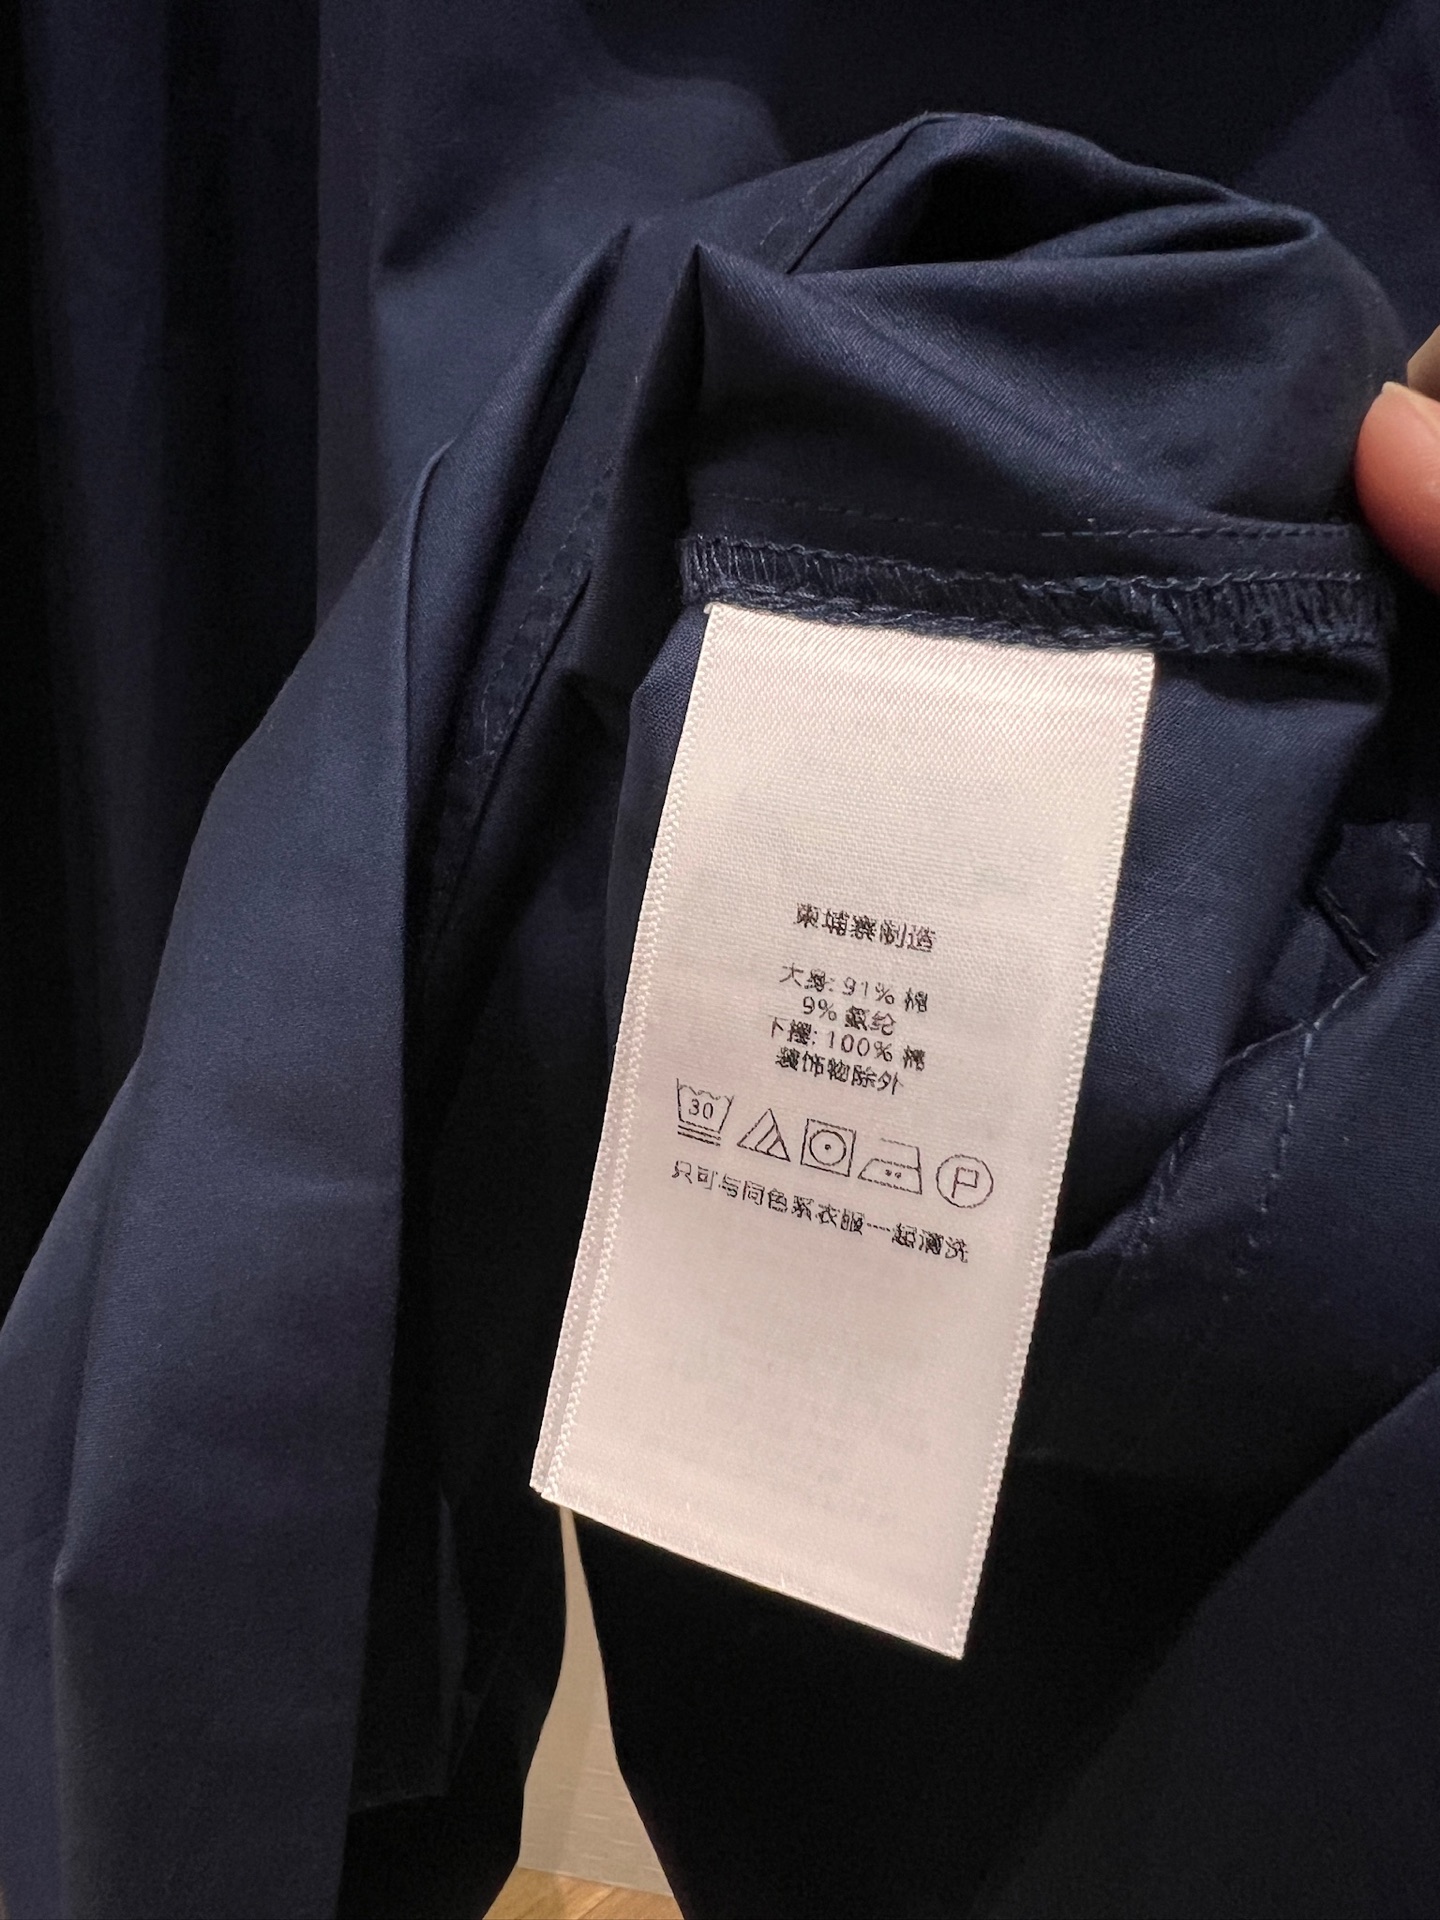 柬埔寨制造
大身: 91% 棉
9% 氨纶
下摆: 100% 棉
装饰物除外
30
P
只可与同色系衣服一起清洗